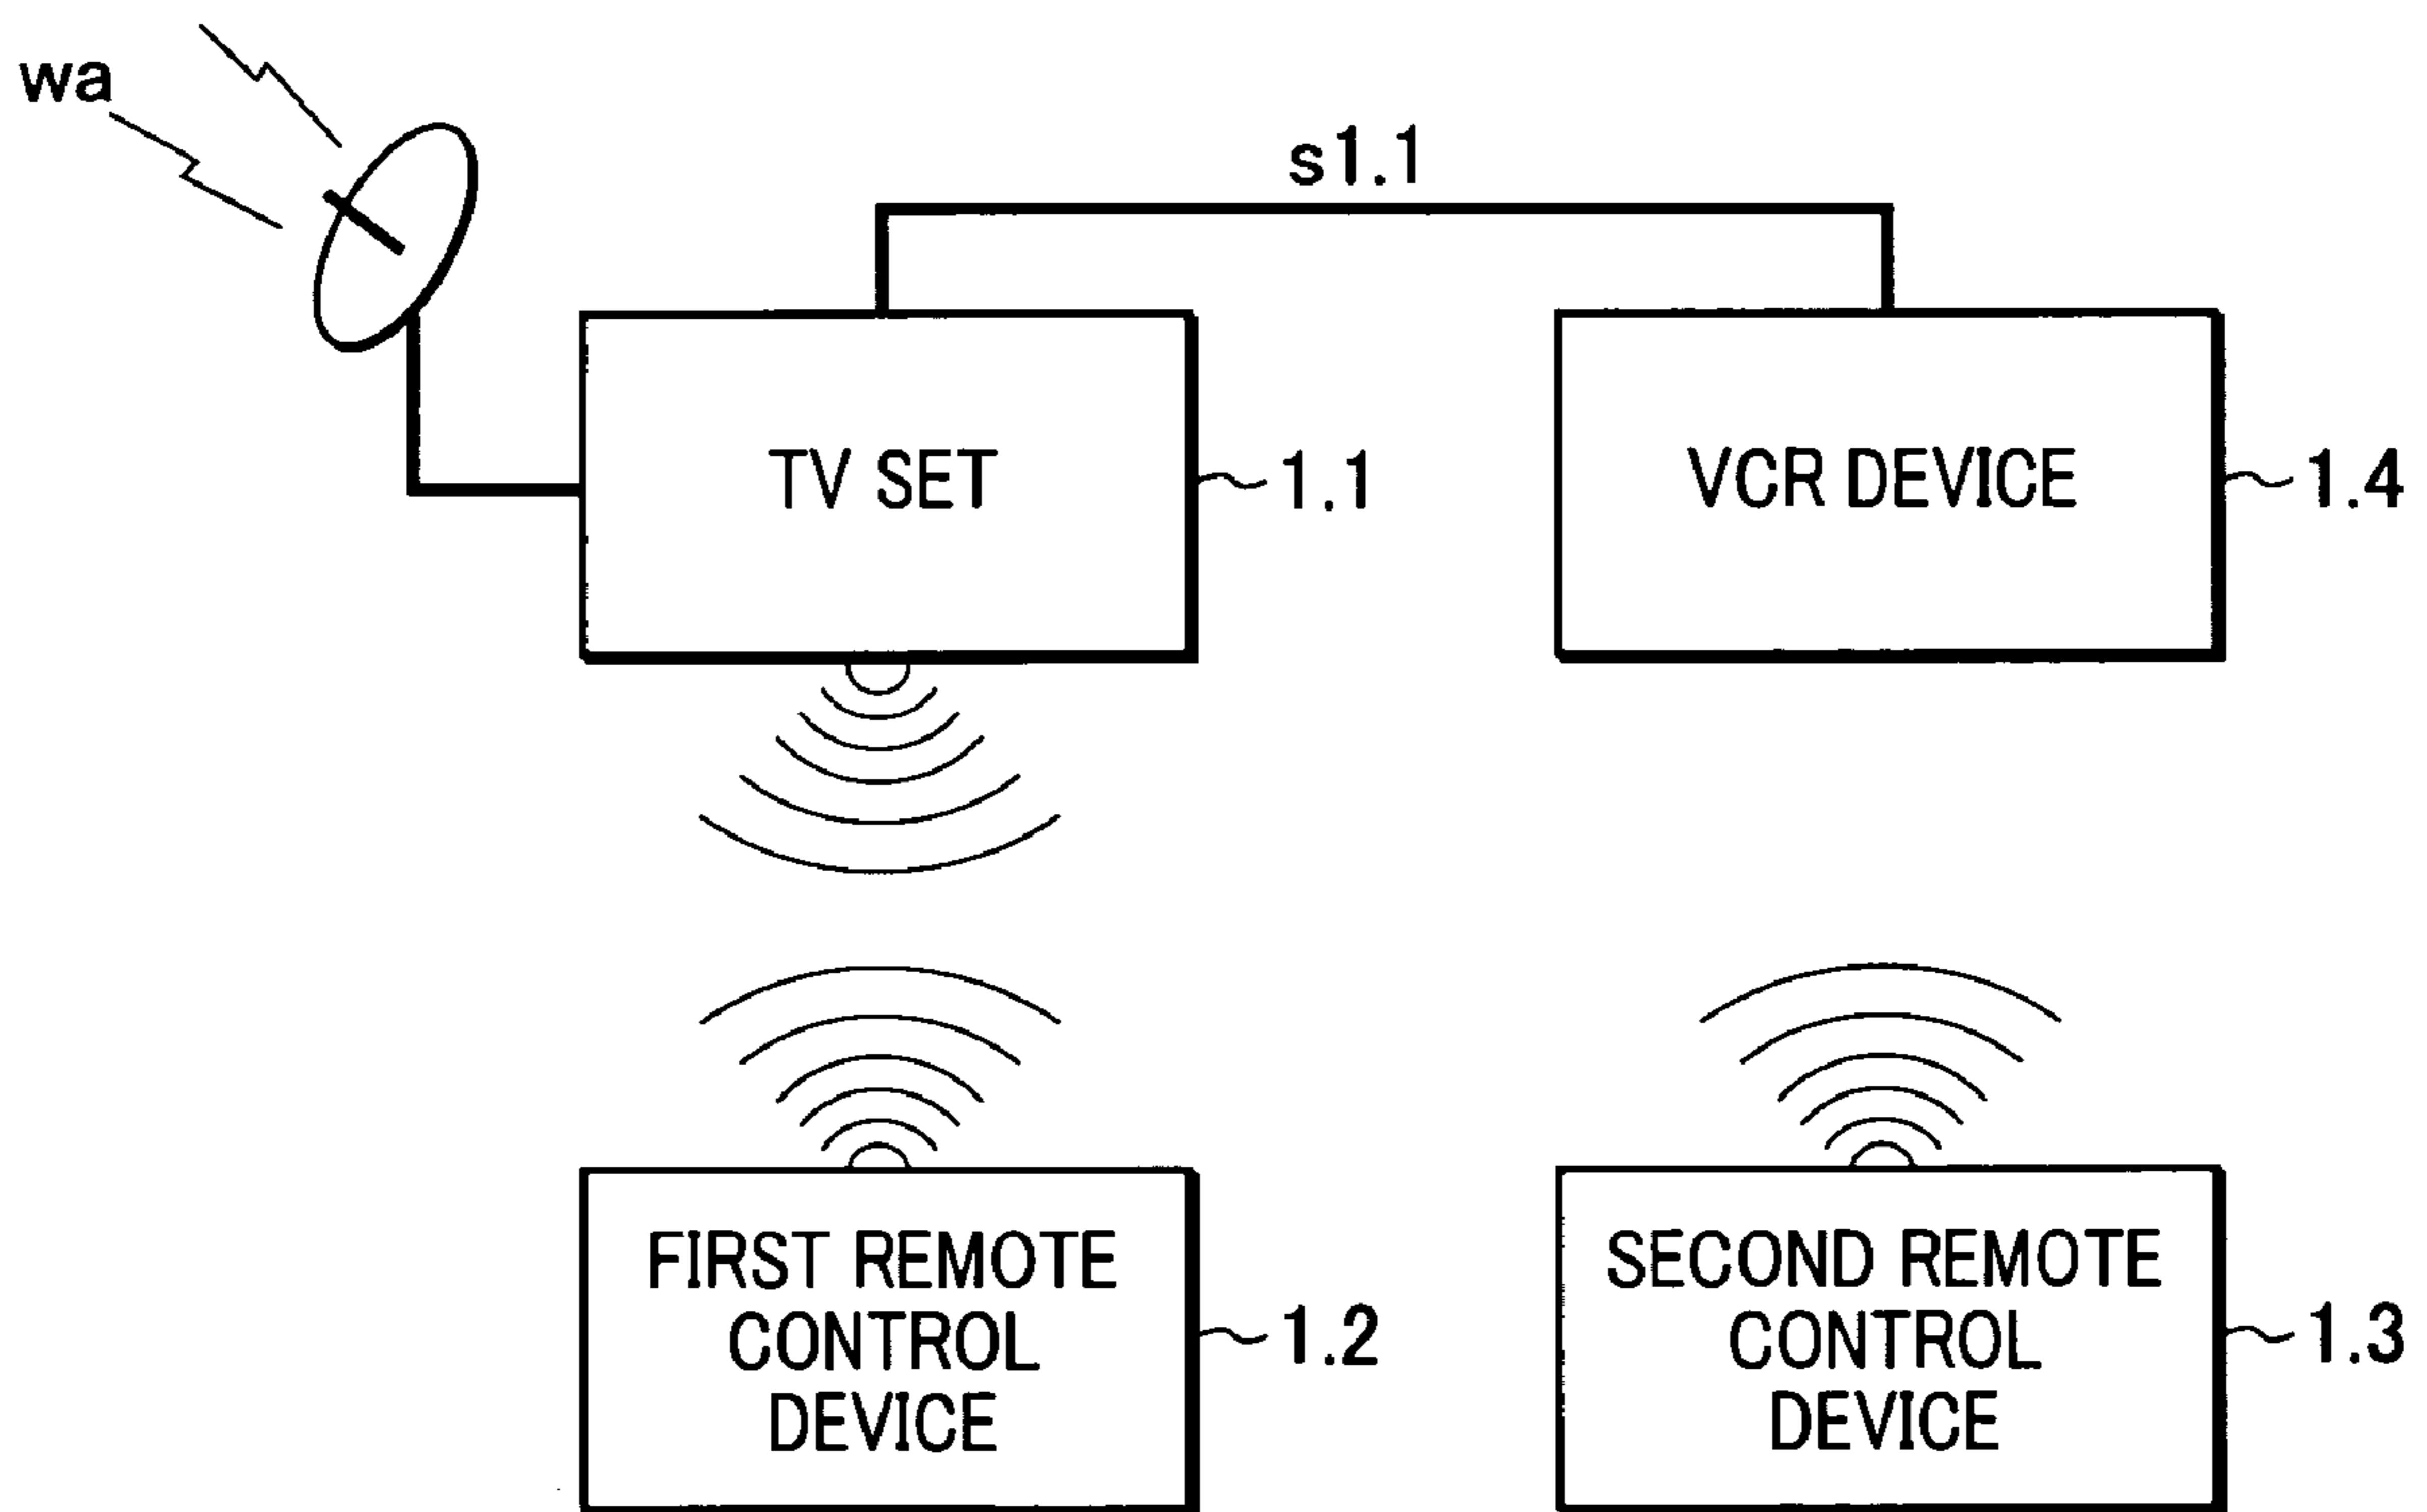 wa
s1.1
TV SET
1.1
VCR DEVICE
1.4
FIRST REMOTE
CONTROL
DEVICE
1.2
SECOND REMOTE
CONTROL
DEVICE
1.3